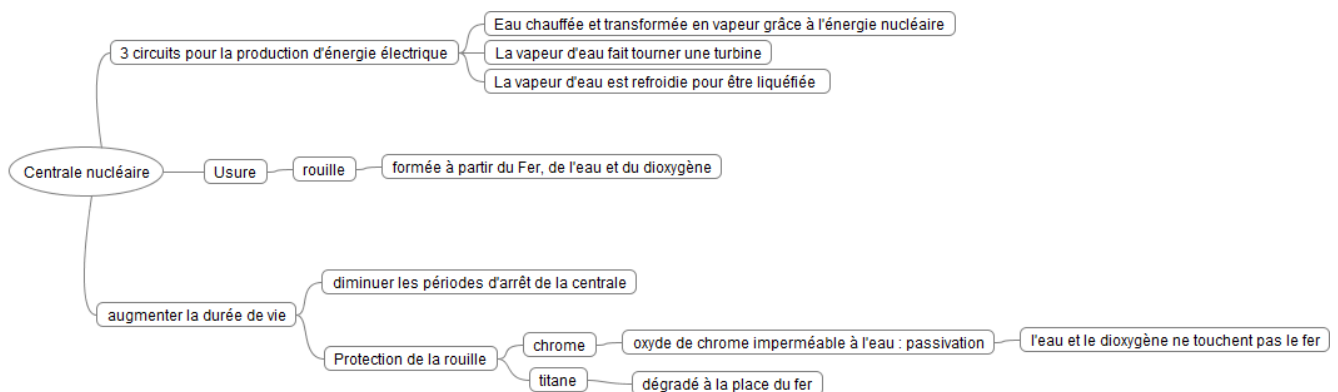 Centrale nucléaire
3 circuits pour la production d'énergie électrique
Eau chauffée et transformée en vapeur grâce à l'énergie nucléaire
La vapeur d'eau fait tourner une turbine
La vapeur d'eau est refroidie pour être liquéfiée
Usure
rouille
formée à partir du Fer, de l'eau et du dioxygène
augmenter la durée de vie
diminuer les périodes d'arrêt de la centrale
Protection de la rouille
chrome
oxyde de chrome imperméable à l'eau : passivation
l'eau et le dioxygène ne touchent pas le fer
titane
dégradé à la place du fer